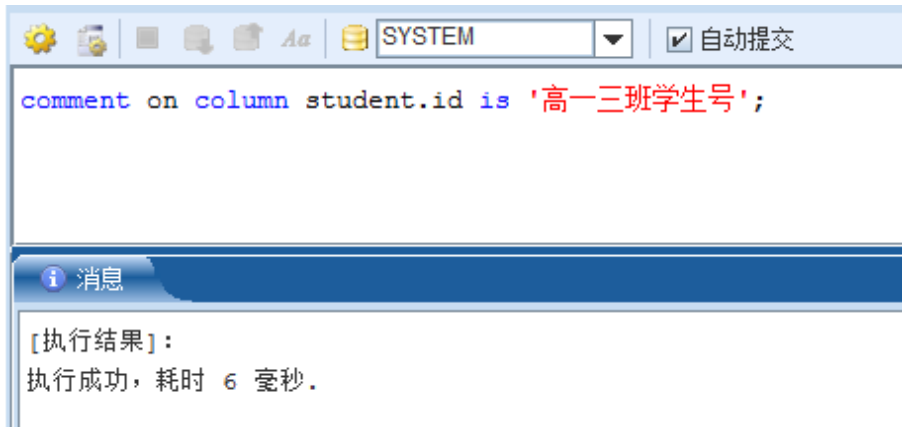 Aa SYSTEM 自动提交
comment on column student.id is '高一三班学生号';
消息
[执行结果]:
执行成功，耗时 6 毫秒.